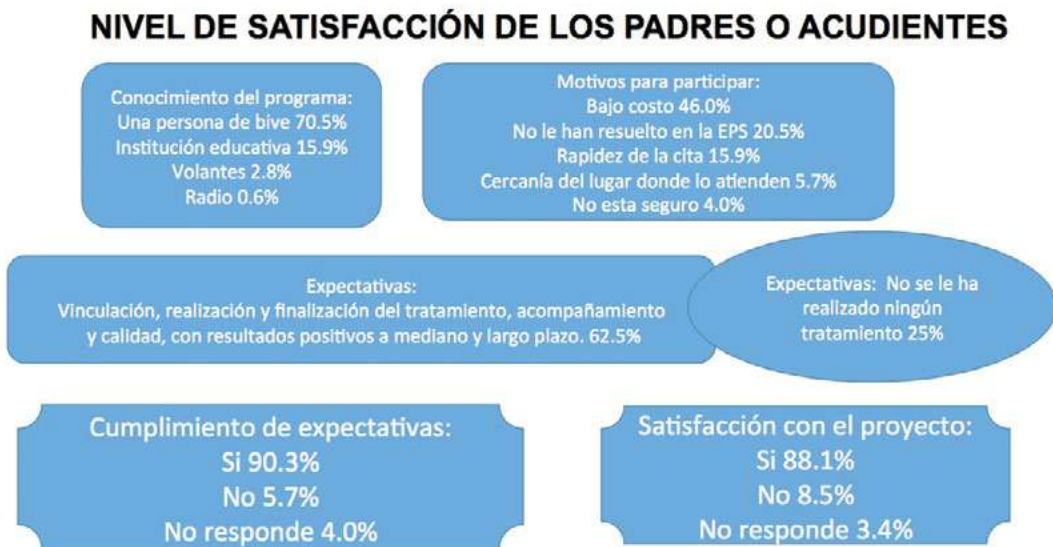 NIVEL DE SATISFACCIÓN DE LOS PADRES O ACUDIENTES
Conocimiento del programa:
Una persona de bive 70.5%
Institución educativa 15.9%
Volantes 2.8%
Radio 0.6%
Motivos para participar:
Bajo costo 46.0%
No le han resuelto en la EPS 20.5%
Rapidez de la cita 15.9%
Cercanía del lugar donde lo atienden 5.7%
No esta seguro 4.0%
Expectativas:
Vinculación, realización y finalización del tratamiento, acompañamiento
y calidad, con resultados positivos a mediano y largo plazo. 62.5%
Expectativas: No se le ha
realizado ningún
tratamiento 25%
Cumplimiento de expectativas:
Si 90.3%
No 5.7%
No responde 4.0%
Satisfacción con el proyecto:
Si 88.1%
No 8.5%
No responde 3.4%